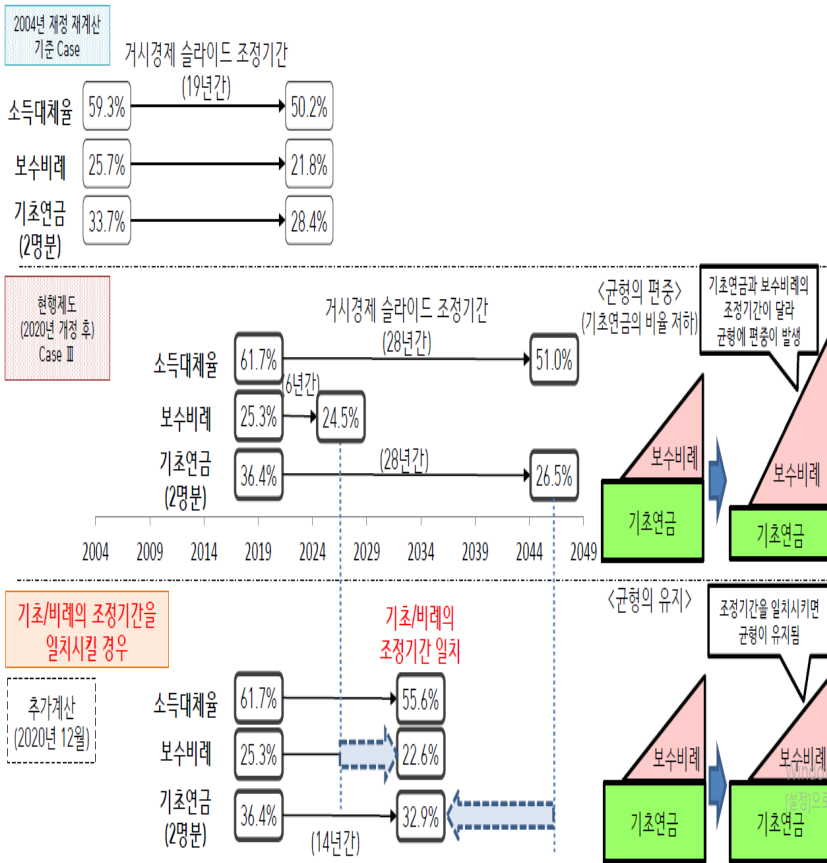 2004년 재정 재계산
기준 Case
거시경제 슬라이드 조정기간
(19년간)
소득대체율 59.3% 50.2%
보수비례 25.7% 21.8%
기초연금
(2명분)
33.7% 28.4%
현행제도
(2020년 개정 후)
Case Ⅲ
거시경제 슬라이드 조정기간
(28년간)
소득대체율 61.7% 51.0%
(6년간)
보수비례 25.3% 24.5%
기초연금
(2명분)
36.4% (28년간) 26.5%
<균형의 편중>
(기초연금의 비율 저하)
기초연금과 보수비례의
조정기간이 달라
균형에 편중이 발생
보수비례
기초연금
보수비례
기초연금
2004 2009 2014 2019 2024 2029 2034 2039 2044 2049
기초/비례의 조정기간을
일치시킬 경우
추가계산
(2020년 12월)
기초/비례의
조정기간 일치
소득대체율 61.7% 55.6%
보수비례 25.3% 22.6%
기초연금
(2명분)
36.4% 32.9%
(14년간)
<균형의 유지>
조정기간을 일치시키면
균형이 유지됨
보수비례
기초연금
보수비례
기초연금
[설정]으로